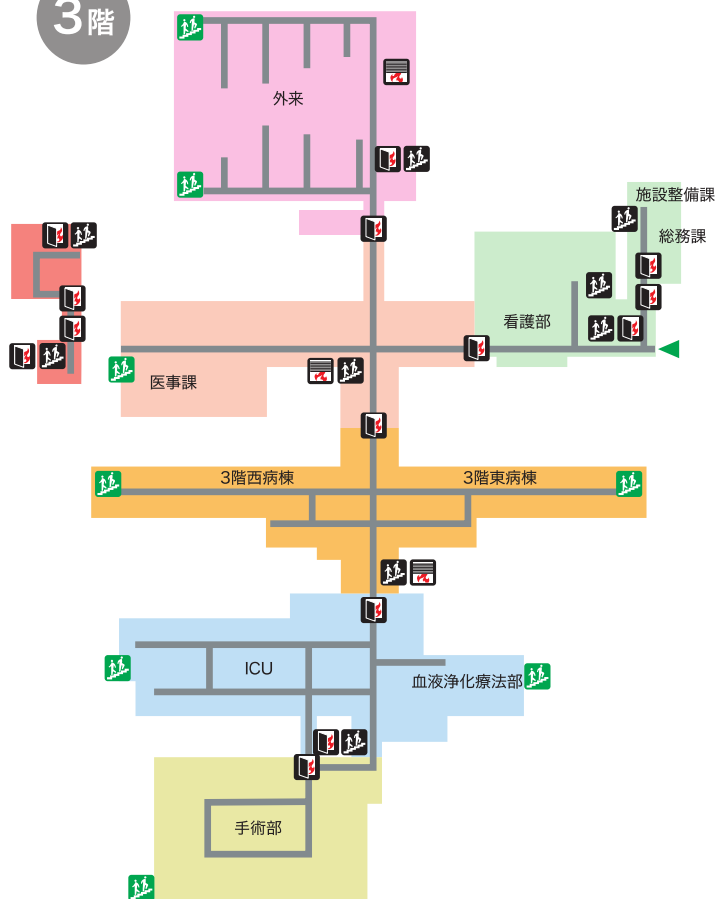 3階
外来
施設整備課
総務課
看護部
医事課
3階西病棟
3階東病棟
ICU
血液浄化療法部
手術部